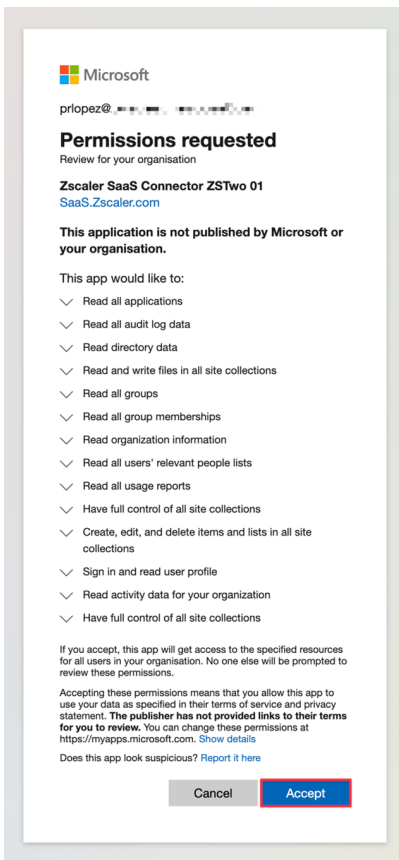 Microsoft
prlopez@
Permissions requested
Review for your organisation
Zscaler SaaS Connector ZSTwo 01
SaaS.Zscaler.com
This application is not published by Microsoft or
your organisation.
This app would like to:
Read all applications
Read all audit log data
Read directory data
Read and write files in all site collections
Read all groups
Read all group memberships
Read organization information
Read all users' relevant people lists
Read all usage reports
Have full control of all site collections
Create, edit, and delete items and lists in all site
collections
Sign in and read user profile
Read activity data for your organization
Have full control of all site collections
If you accept, this app will get access to the specified resources
for all users in your organisation. No one else will be prompted to
review these permissions.
Accepting these permissions means that you allow this app to
use your data as specified in their terms of service and privacy
statement. The publisher has not provided links to their terms
for you to review. You can change these permissions at
https://myapps.microsoft.com. Show details
Does this app look suspicious? Report it here
Cancel
Accept